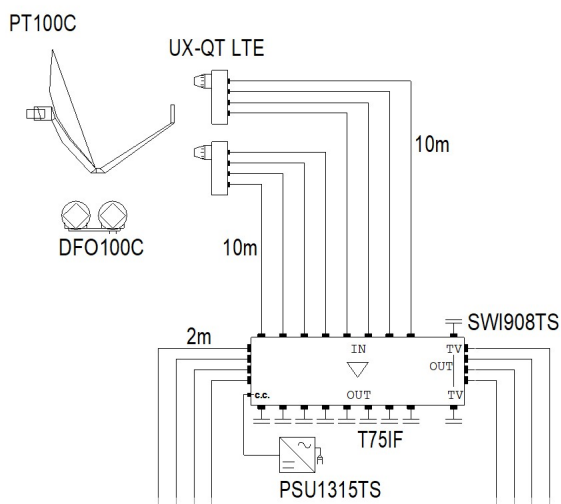 PT100C
UX-QT LTE
10m
DFO100C
10m
SWI908TS
2m
IN
TV
OUT
c.c.
OUT
TV
T75IF
PSU1315TS